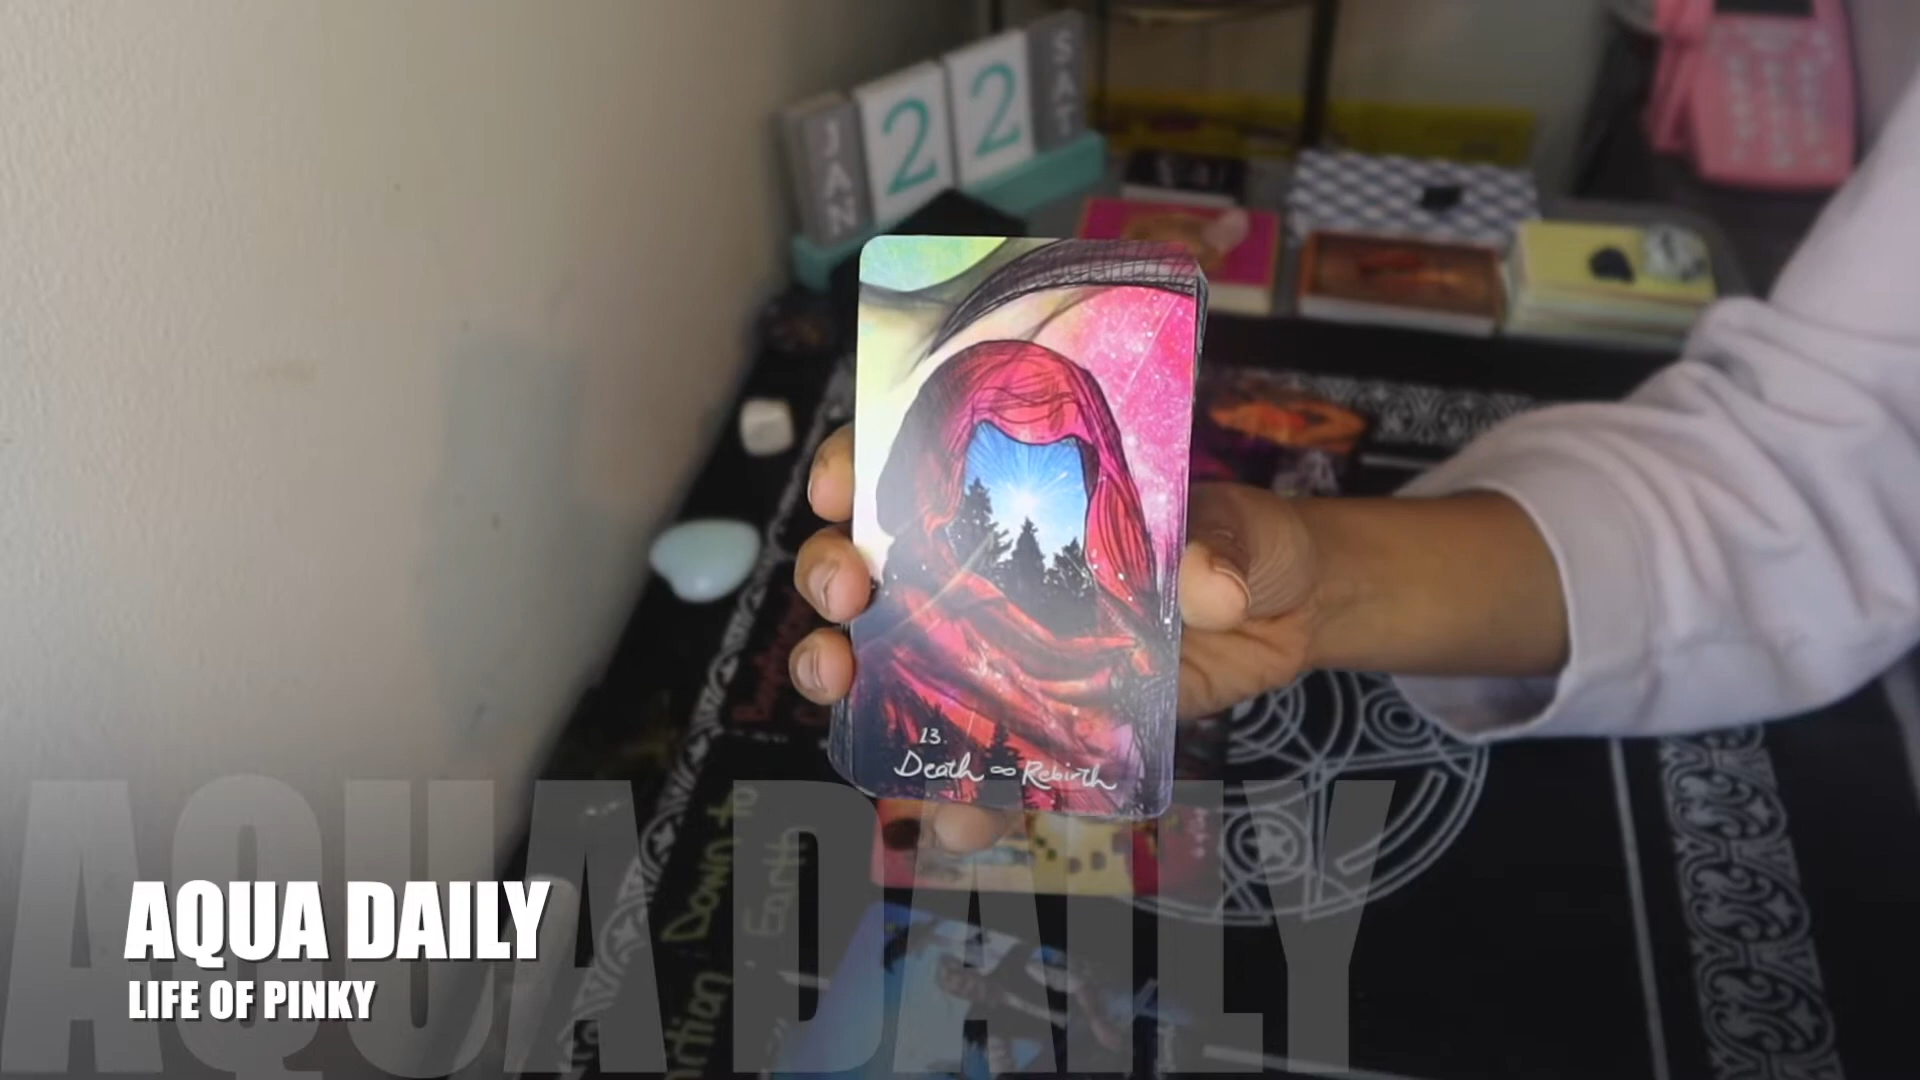 JAN
22
SAT
13.
Death ∞ Rebirth
Down to
Earth
AQUA DAILY
AQUA DAILY
LIFE OF PINKY